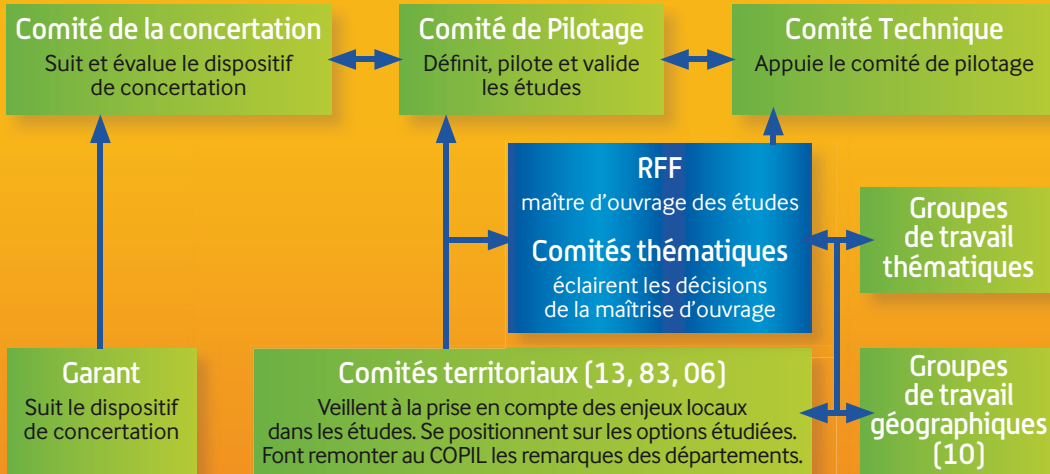 Comité de la concertation
Suit et évalue le dispositif
de concertation
Comité de Pilotage
Définit, pilote et valide
les études
Comité Technique
Appuie le comité de pilotage
RFF
maître d'ouvrage des études
Comités thématiques
éclairent les décisions
de la maîtrise d'ouvrage
Groupes
de travail
thématiques
Garant
Suit le dispositif
de concertation
Comités territoriaux (13, 83, 06)
Veillent à la prise en compte des enjeux locaux
dans les études. Se positionnent sur les options étudiées.
Font remonter au COPIL les remarques des départements.
Groupes
de travail
géographiques
(10)